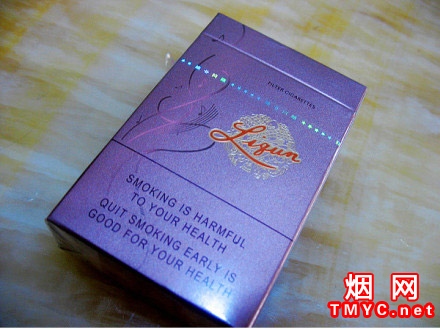 FILTER CIGARETTES
Liqun
SMOKING IS HARMFUL
TO YOUR HEALTH
QUIT SMOKING EARLY IS
GOOD FOR YOUR HEALTH
烟网
TMYC.net